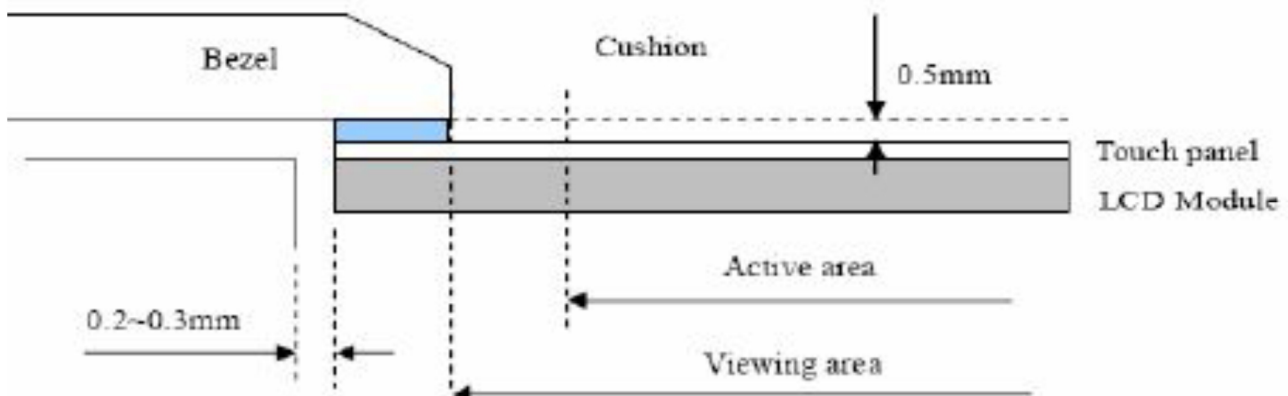 Bezel
Cushion
0.5mm
Touch panel
LCD Module
Active area
0.2~0.3mm
Viewing area